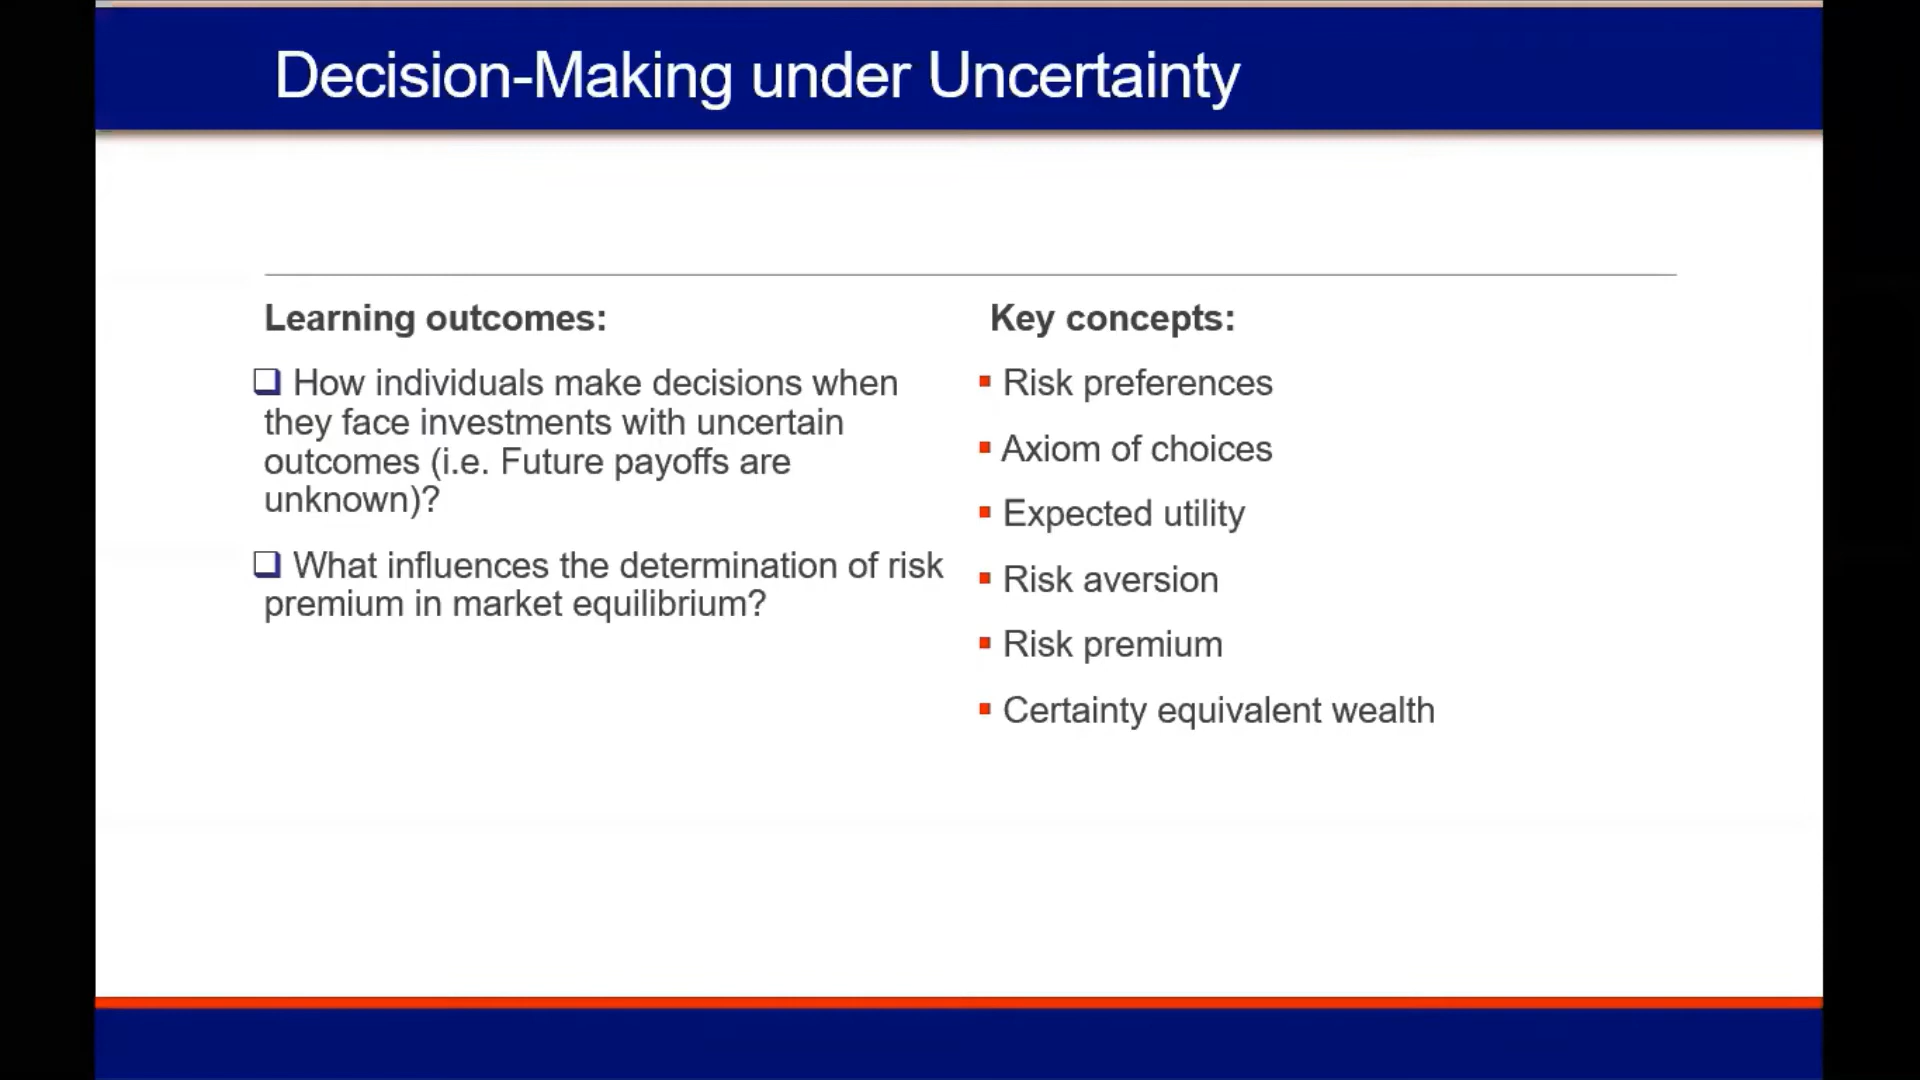 Decision-Making under Uncertainty
Learning outcomes:
How individuals make decisions when
they face investments with uncertain
outcomes (i.e. Future payoffs are
unknown)?
What influences the determination of risk
premium in market equilibrium?
Key concepts:
Risk preferences
Axiom of choices
Expected utility
Risk aversion
Risk premium
Certainty equivalent wealth